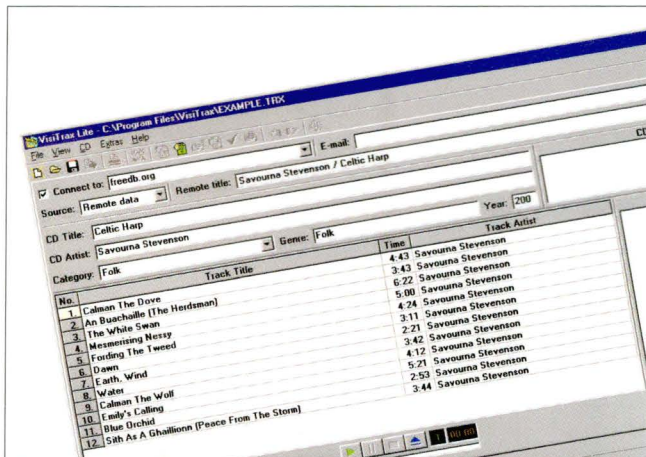 VisiTrax Lite - C:\Program Files\VisiTrax\EXAMPLE.TRX
File View CD Extras Help
Connect to: freedb.org E-mail:
Source: Remote data Remote title: Savourna Stevenson / Celtic Harp
CD Title: Celtic Harp
CD Artist: Savourna Stevenson Year: 200
Category: Folk Genre: Folk
No. Track Title Time Track Artist
1. Calman The Dove 4:43 Savourna Stevenson
2. An Buachaille (The Herdsman) 3:43 Savourna Stevenson
3. The White Swan 6:22 Savourna Stevenson
4. Mesmerising Nessy 5:00 Savourna Stevenson
5. Fording The Tweed 4:24 Savourna Stevenson
6. Dawn 3:11 Savourna Stevenson
7. Earth, Wind 2:21 Savourna Stevenson
8. Water 3:42 Savourna Stevenson
9. Calman The Wolf 4:12 Savourna Stevenson
10. Emily's Calling 5:21 Savourna Stevenson
11. Blue Orchid 2:53 Savourna Stevenson
12. Sith As A Ghaillionn (Peace From The Storm) 3:44 Savourna Stevenson
1 00:00